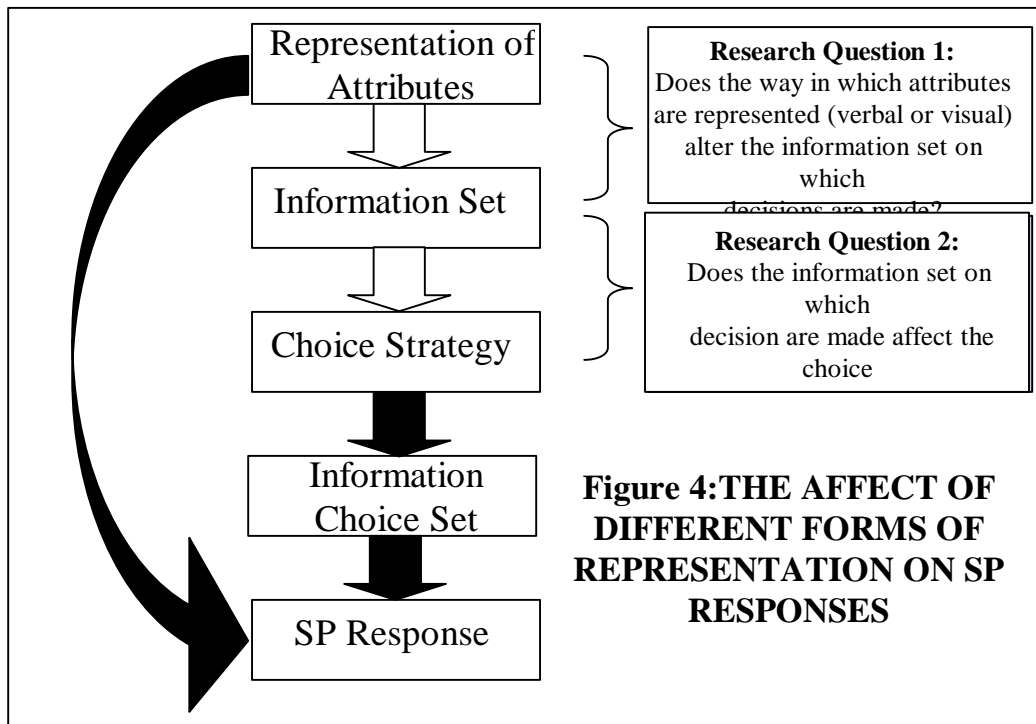 Representation of
Attributes
Information Set
Choice Strategy
Information
Choice Set
SP Response
Research Question 1:
Does the way in which attributes
are represented (verbal or visual)
alter the information set on
which
decisions are made?
Research Question 2:
Does the information set on
which
decision are made affect the
choice
Figure 4:THE AFFECT OF
DIFFERENT FORMS OF
REPRESENTATION ON SP
RESPONSES